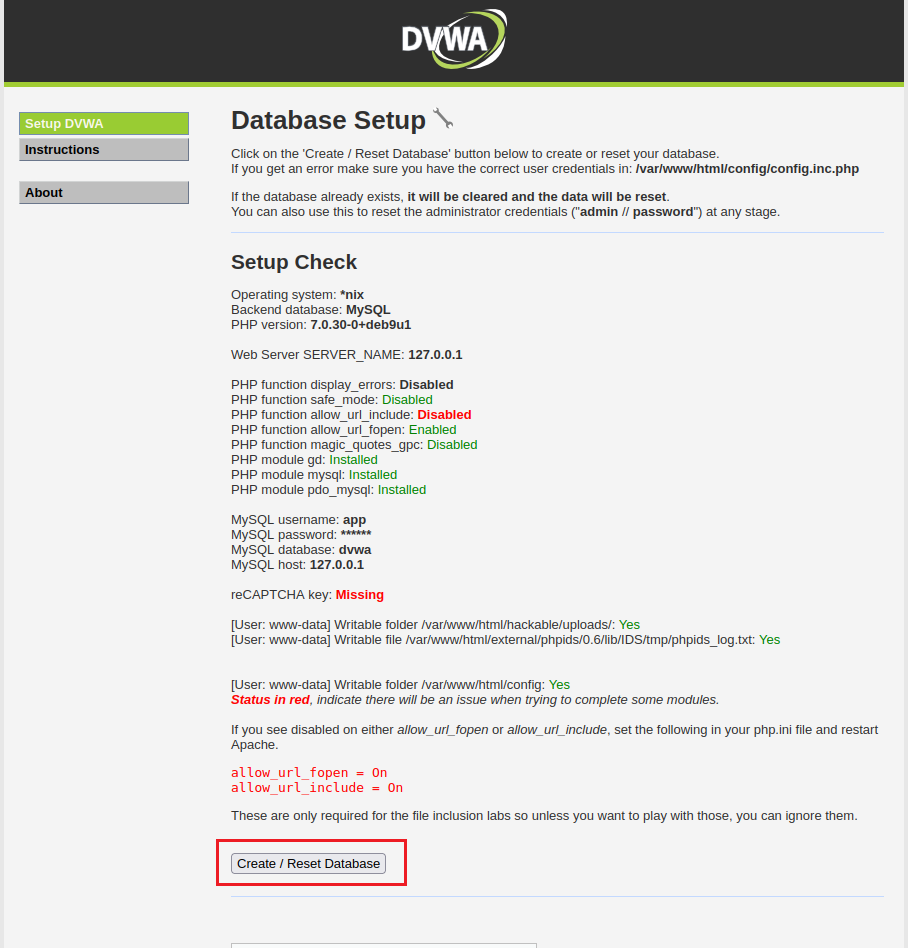 DVWA
Setup DVWA
Instructions
About
Database Setup
Click on the 'Create / Reset Database' button below to create or reset your database.
If you get an error make sure you have the correct user credentials in: /var/www/html/config/config.inc.php
If the database already exists, it will be cleared and the data will be reset.
You can also use this to reset the administrator credentials ("admin // password") at any stage.
Setup Check
Operating system: *nix
Backend database: MySQL
PHP version: 7.0.30-0+deb9u1
Web Server SERVER_NAME: 127.0.0.1
PHP function display_errors: Disabled
PHP function safe_mode: Disabled
PHP function allow_url_include: Disabled
PHP function allow_url_fopen: Enabled
PHP function magic_quotes_gpc: Disabled
PHP module gd: Installed
PHP module mysql: Installed
PHP module pdo_mysql: Installed
MySQL username: app
MySQL password: ******
MySQL database: dvwa
MySQL host: 127.0.0.1
reCAPTCHA key: Missing
[User: www-data] Writable folder /var/www/html/hackable/uploads/: Yes
[User: www-data] Writable file /var/www/html/external/phpids/0.6/lib/IDS/tmp/phpids_log.txt: Yes
[User: www-data] Writable folder /var/www/html/config: Yes
Status in red, indicate there will be an issue when trying to complete some modules.
If you see disabled on either allow_url_fopen or allow_url_include, set the following in your php.ini file and restart
Apache.
allow_url_fopen = On
allow_url_include = On
These are only required for the file inclusion labs so unless you want to play with those, you can ignore them.
Create / Reset Database